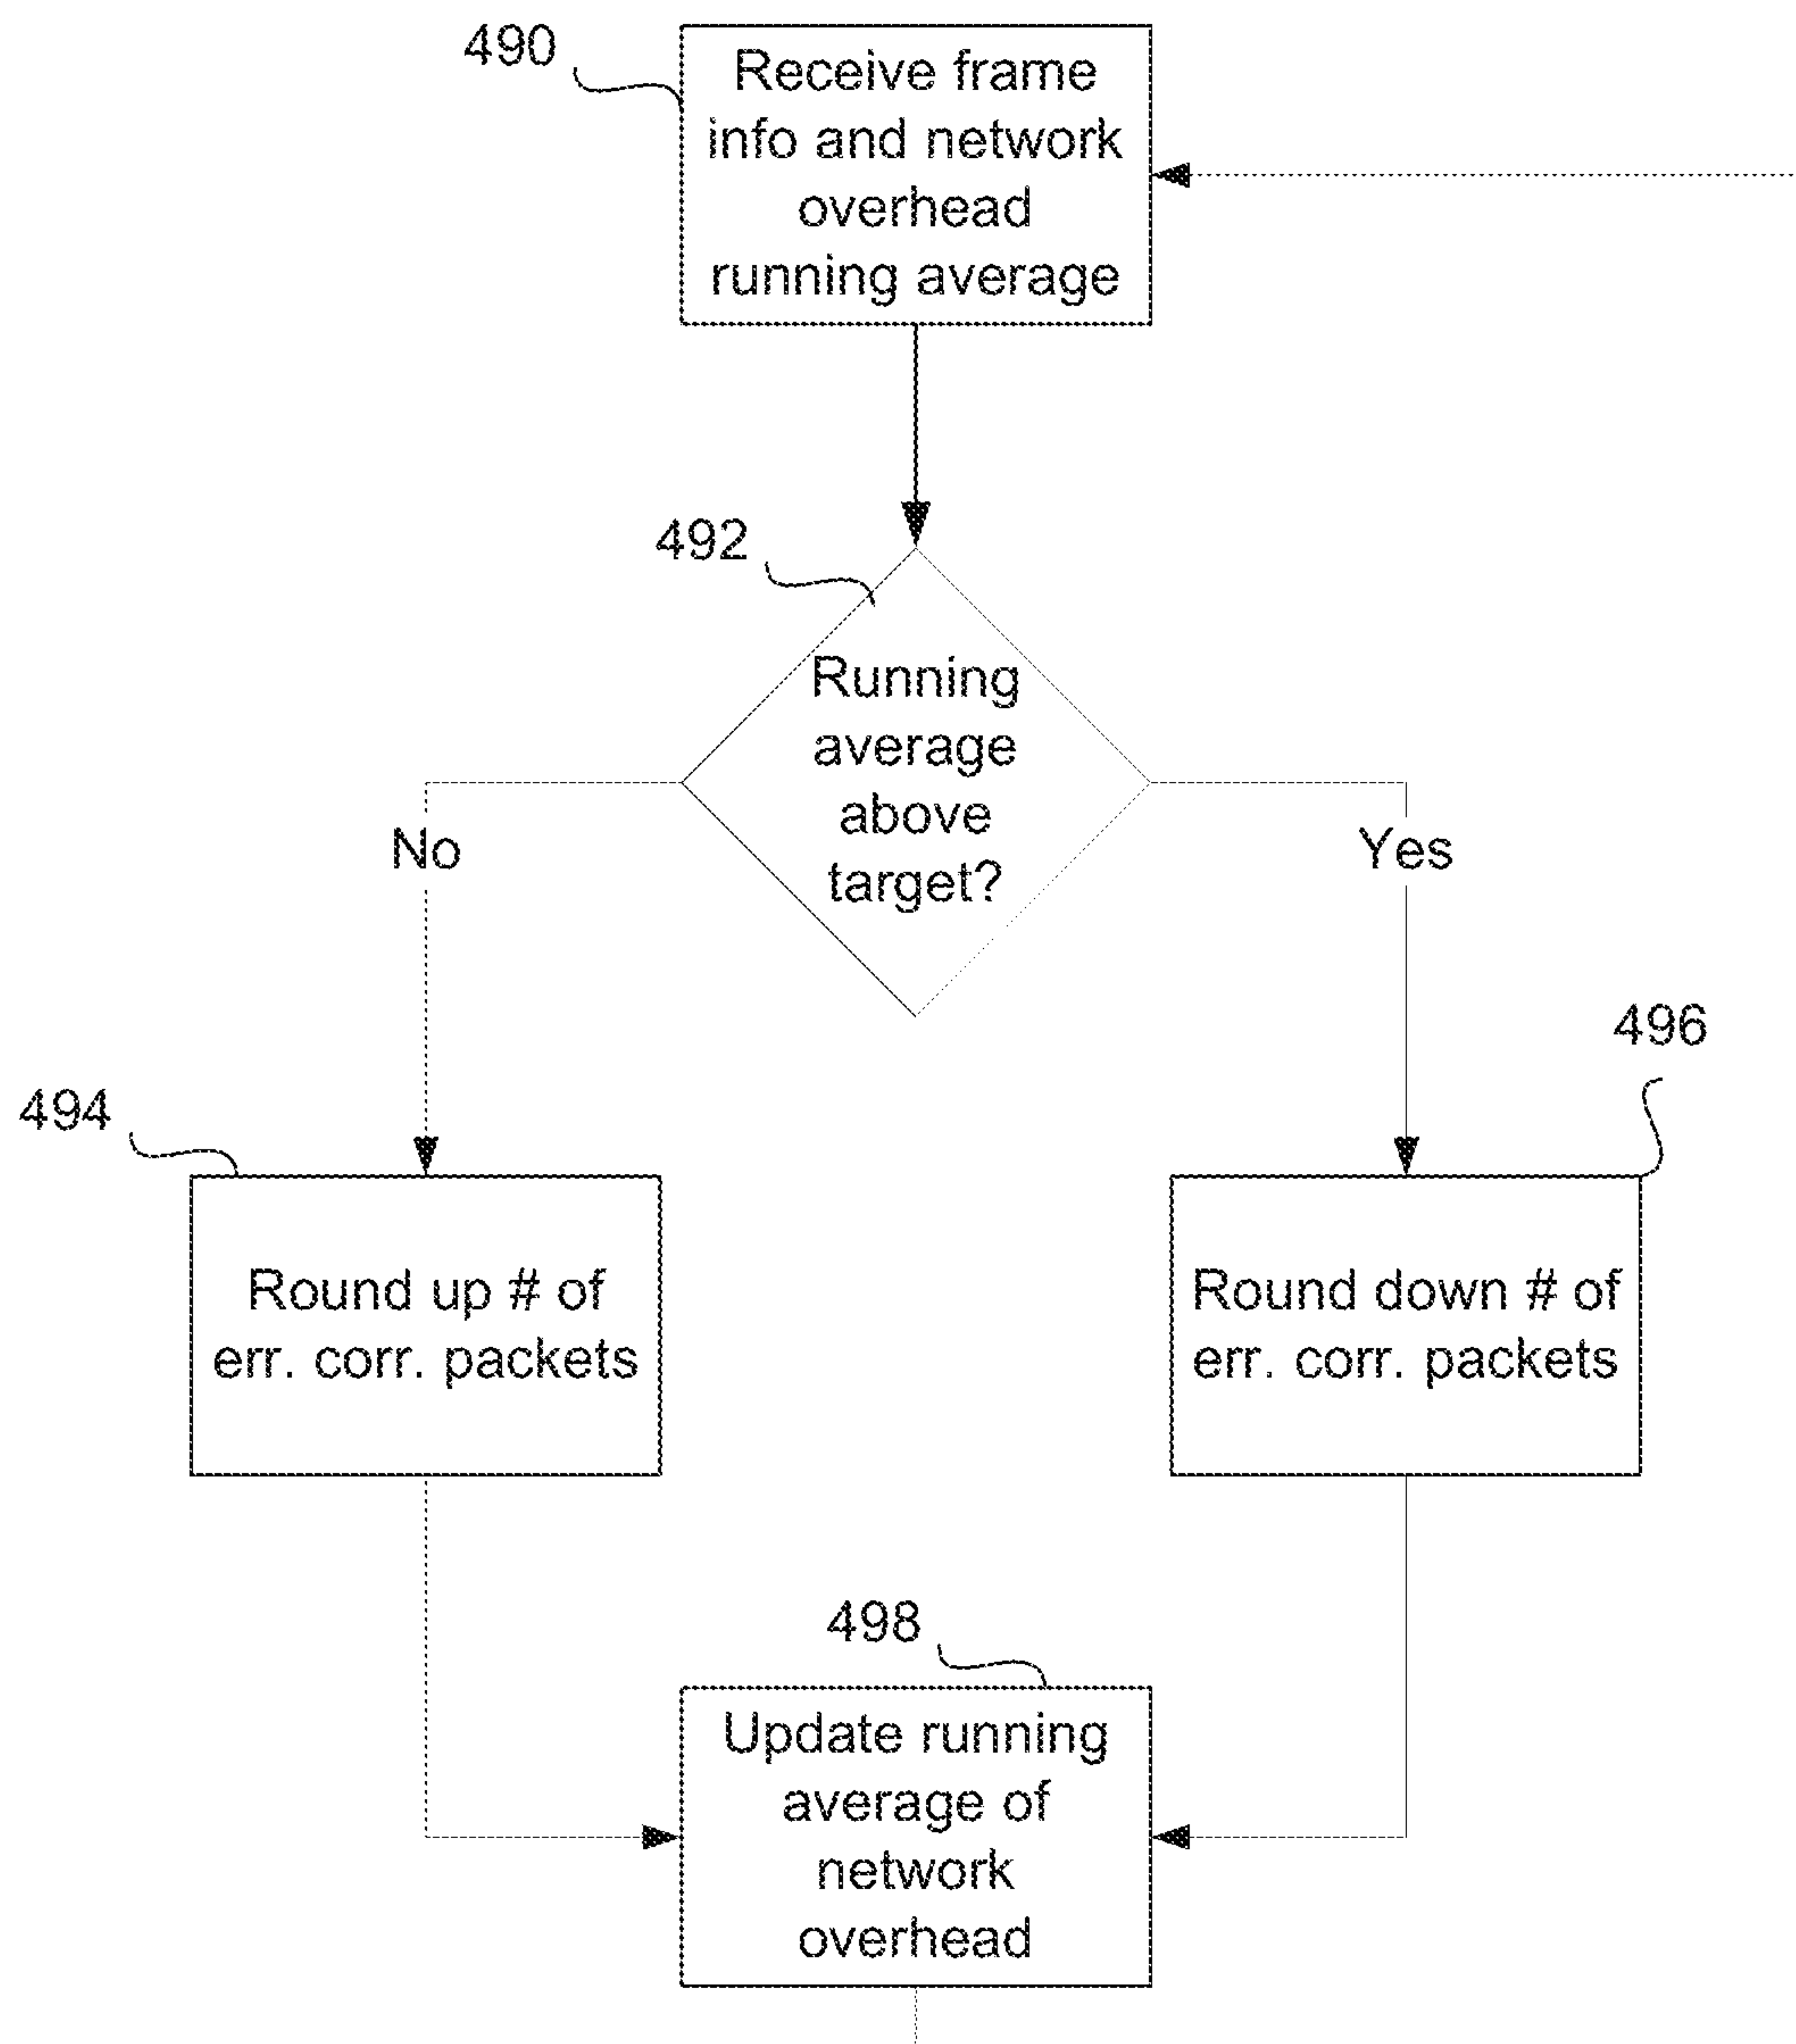 490
Receive frame
info and network
overhead
running average
492
Running
average
above
target?
No
Yes
494
496
Round up # of
err. corr. packets
Round down # of
err. corr. packets
498
Update running
average of
network
overhead